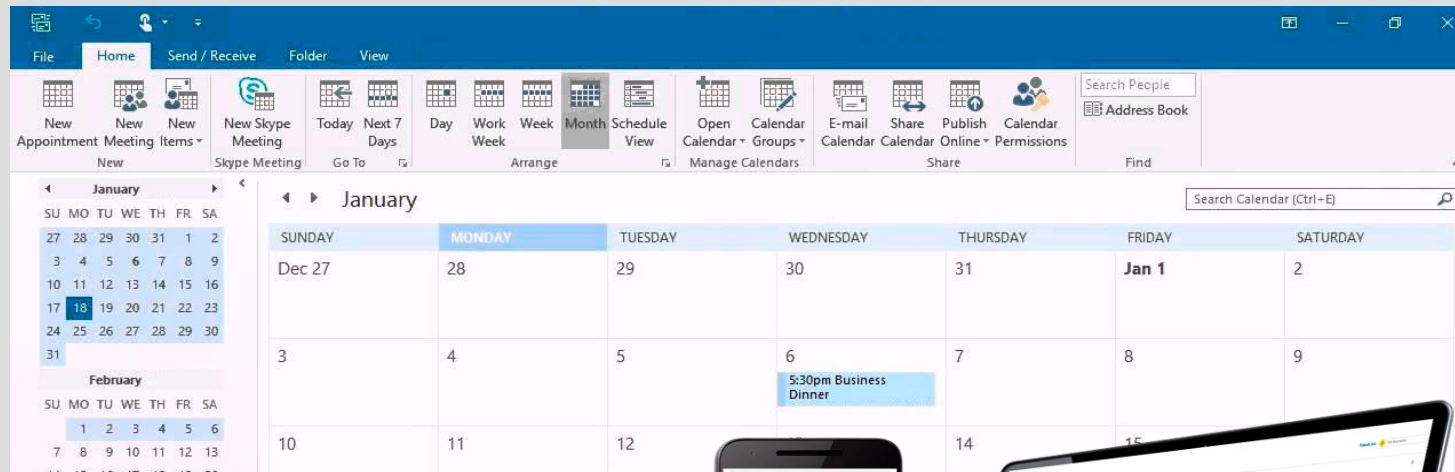 File Home Send / Receive Folder View
New Appointment
New Meeting
New Items
New
New Skype Meeting
Skype Meeting
Today
Next 7 Days
Go To
Day
Work Week
Week
Month
Schedule View
Arrange
Open Calendar
Calendar Groups
Manage Calendars
E-mail Calendar
Share Calendar
Publish Online
Calendar Permissions
Share
Search People
Address Book
Find
January
SU MO TU WE TH FR SA
27 28 29 30 31 1 2
3 4 5 6 7 8 9
10 11 12 13 14 15 16
17 18 19 20 21 22 23
24 25 26 27 28 29 30
31
February
SU MO TU WE TH FR SA
1 2 3 4 5 6
7 8 9 10 11 12 13
January
Search Calendar (Ctrl+E)
SUNDAY MONDAY TUESDAY WEDNESDAY THURSDAY FRIDAY SATURDAY
Dec 27 28 29 30 31 Jan 1 2
3 4 5 6 7 8 9
5:30pm Business
Dinner
10 11 12 14 15